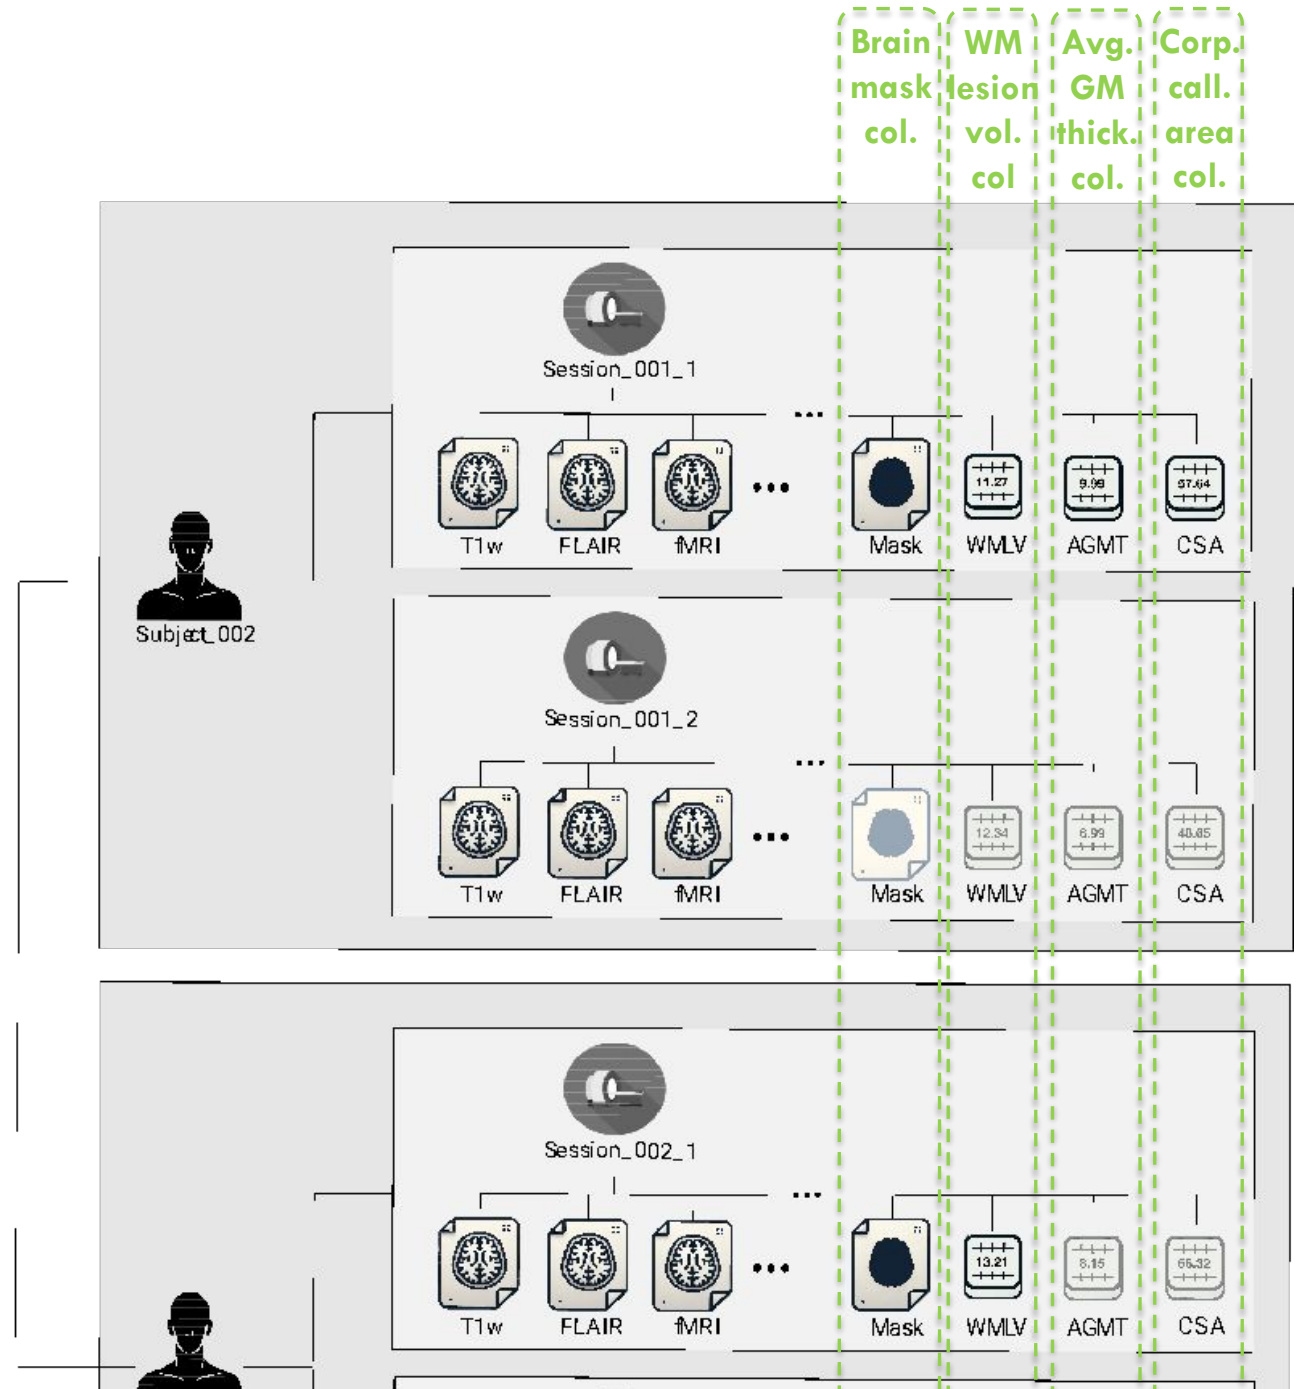 Brain mask col.
WM lesion vol. col
Avg. GM thick. col.
Corp. call. area col.
Session_001_1
...
11.27 9.99 57.64
T1w FLAIR fMRI ... Mask WMLV AGMT CSA
Subject_002
Session_001_2
...
12.34 6.99 48.85
T1w FLAIR fMRI ... Mask WMLV AGMT CSA
Session_002_1
...
13.21 8.15 66.32
T1w FLAIR fMRI ... Mask WMLV AGMT CSA